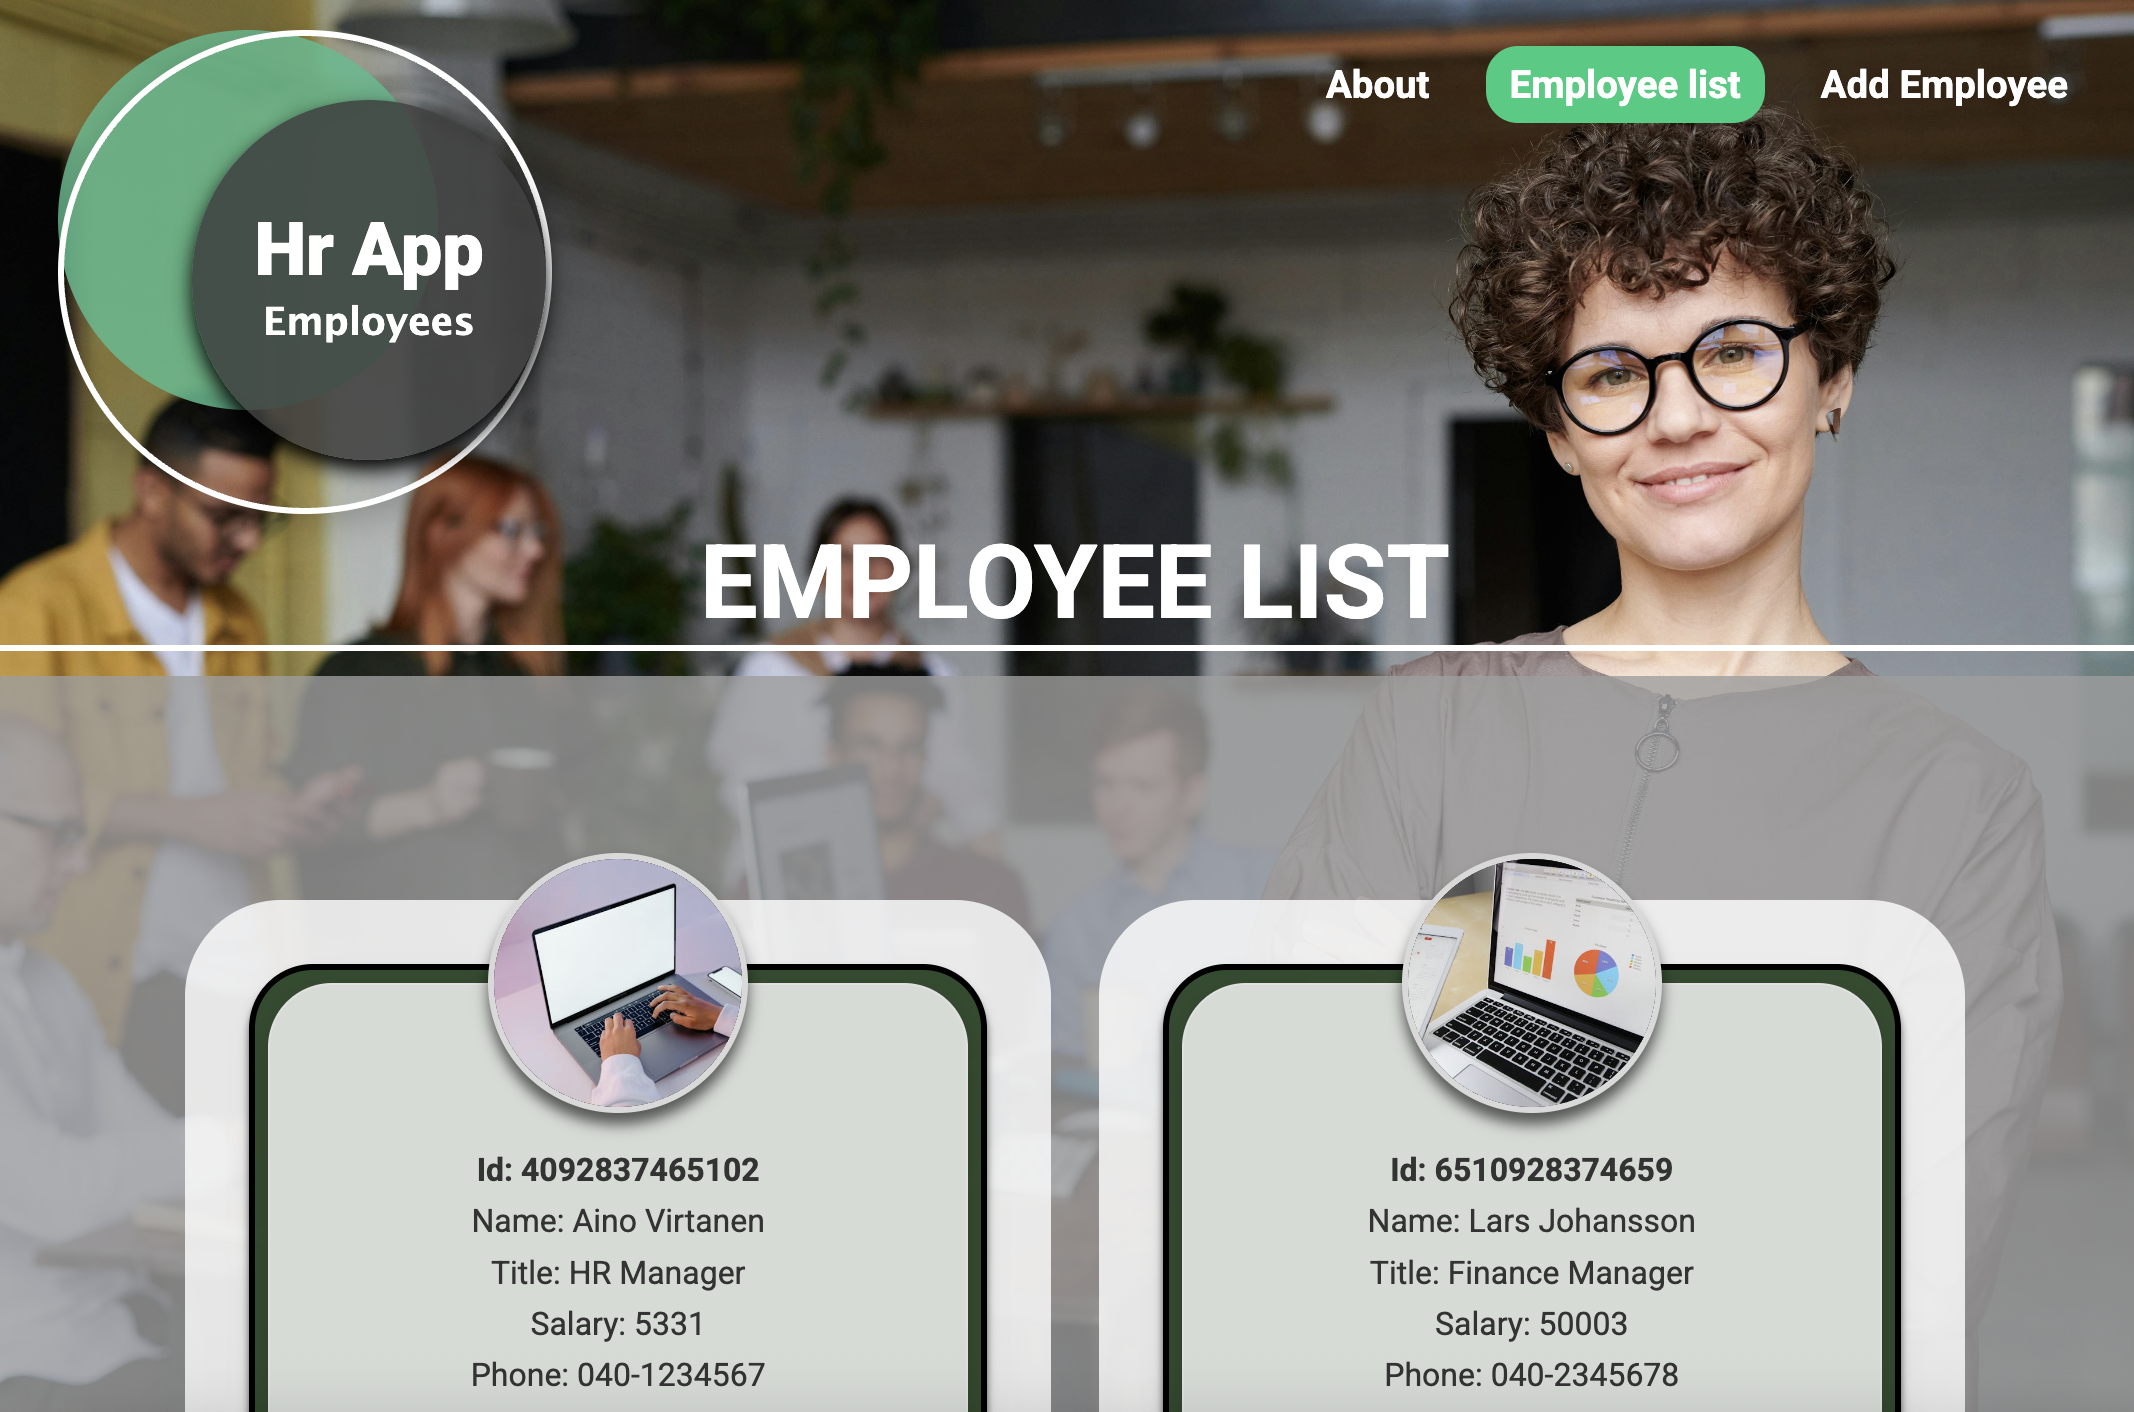 About
Employee list
Add Employee
Hr App
Employees
EMPLOYEE LIST
Id: 4092837465102
Name: Aino Virtanen
Title: HR Manager
Salary: 5331
Phone: 040-1234567
Id: 6510928374659
Name: Lars Johansson
Title: Finance Manager
Salary: 50003
Phone: 040-2345678